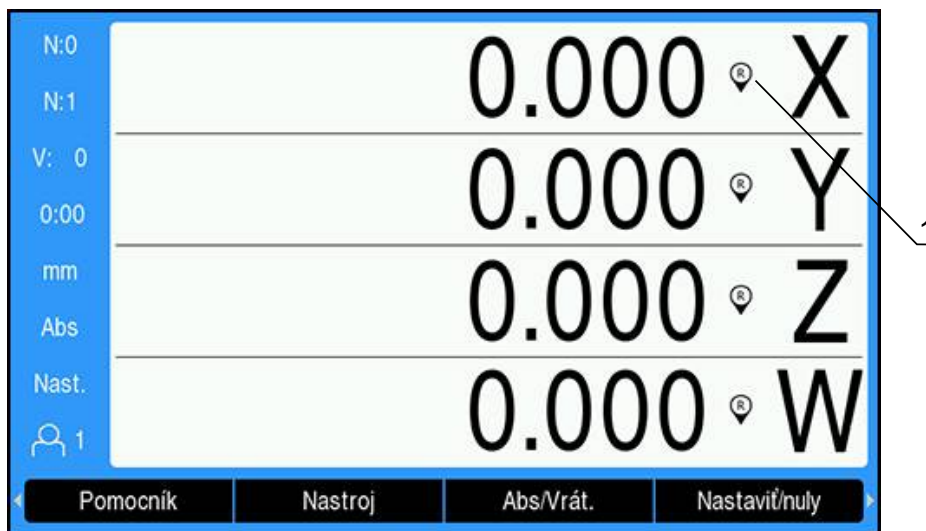 N:0
0.000 R X
N:1
V: 0
0.000 R Y
0:00
mm
0.000 R Z
Abs
Nast.
0.000 R W
1
Pomocník Nastroj Abs/Vrát. Nastaviť/nuly